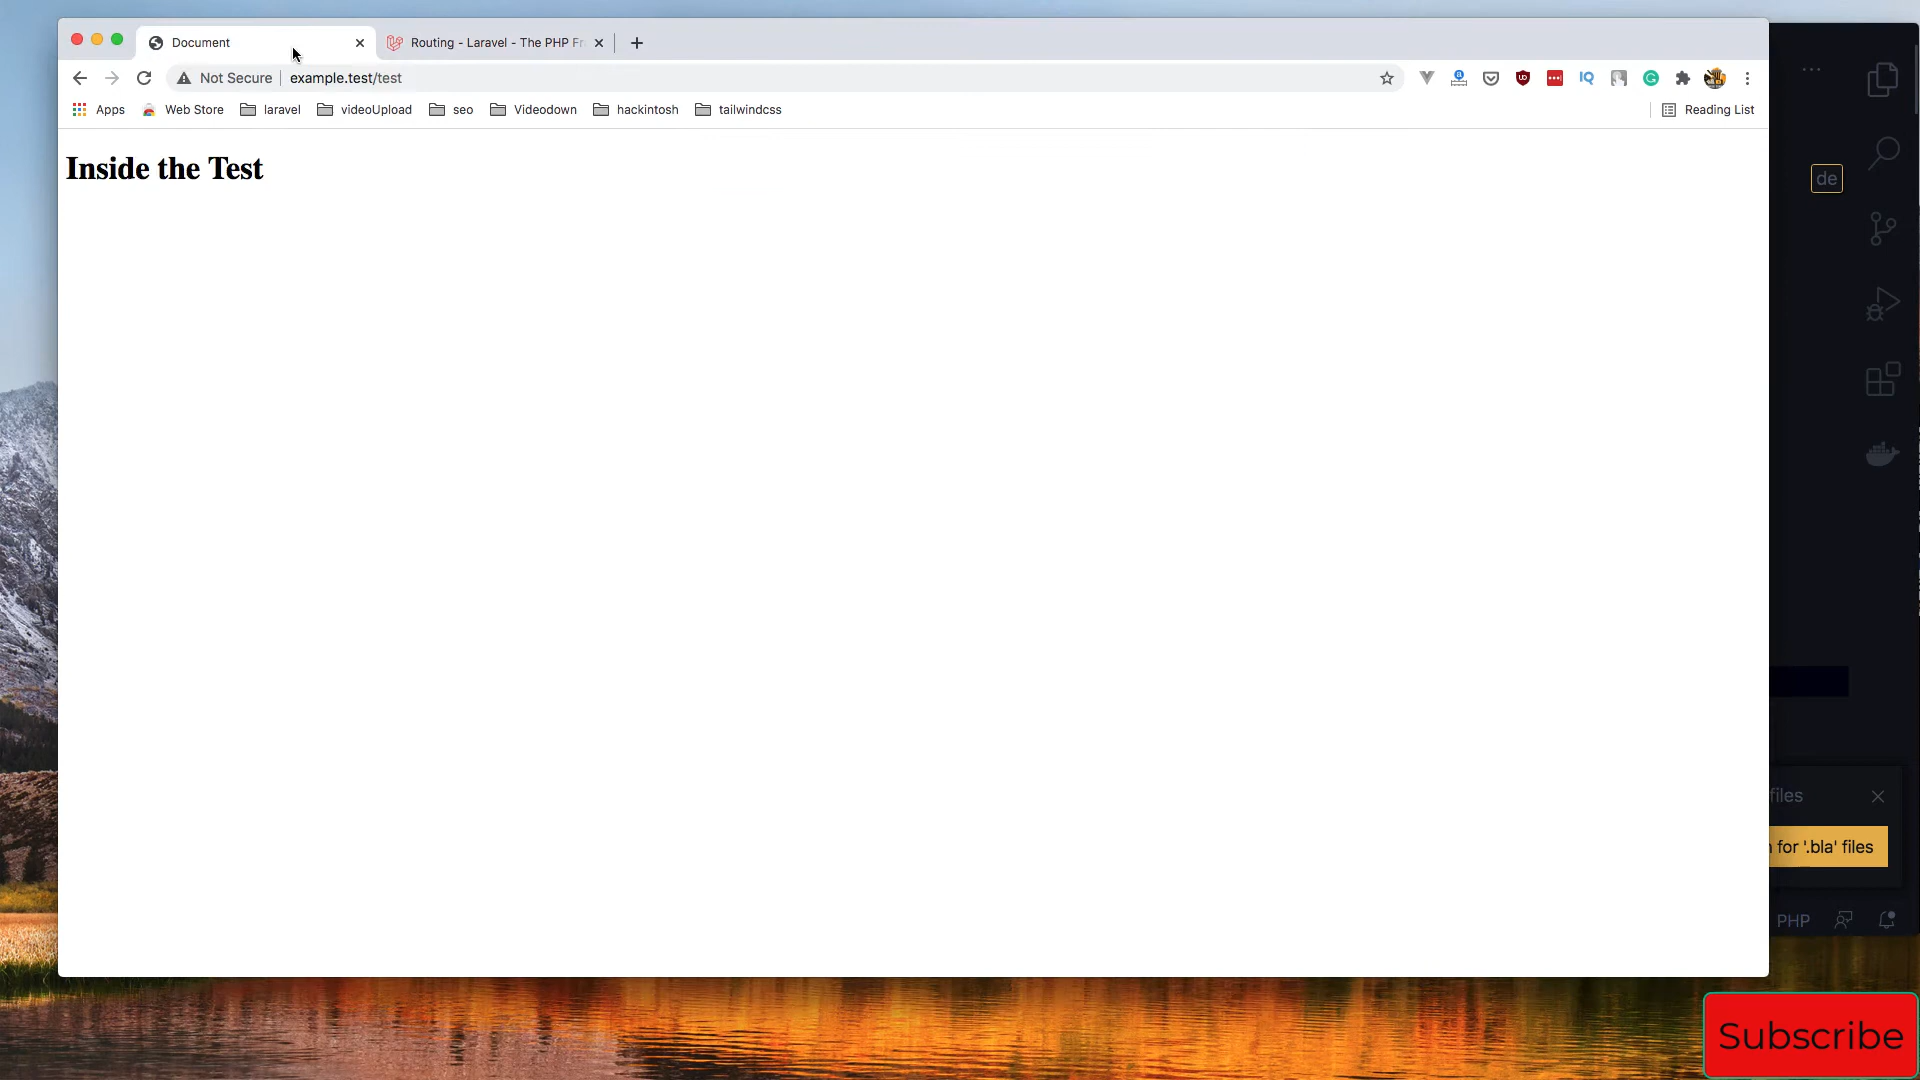 Document
Routing - Laravel - The PHP Fr
Not Secure
example.test/test
Apps
Web Store
laravel
videoUpload
seo
Videodown
hackintosh
tailwindcss
Reading List
Inside the Test
de
files
for '.bla' files
PHP
Subscribe